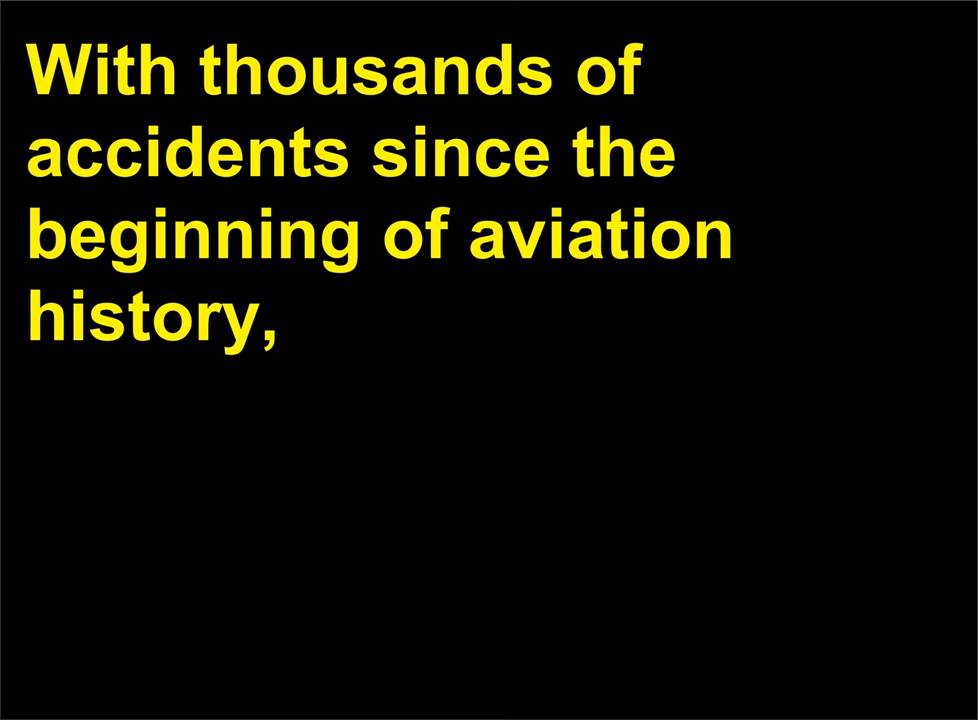 With thousands of
accidents since the
beginning of aviation
history,